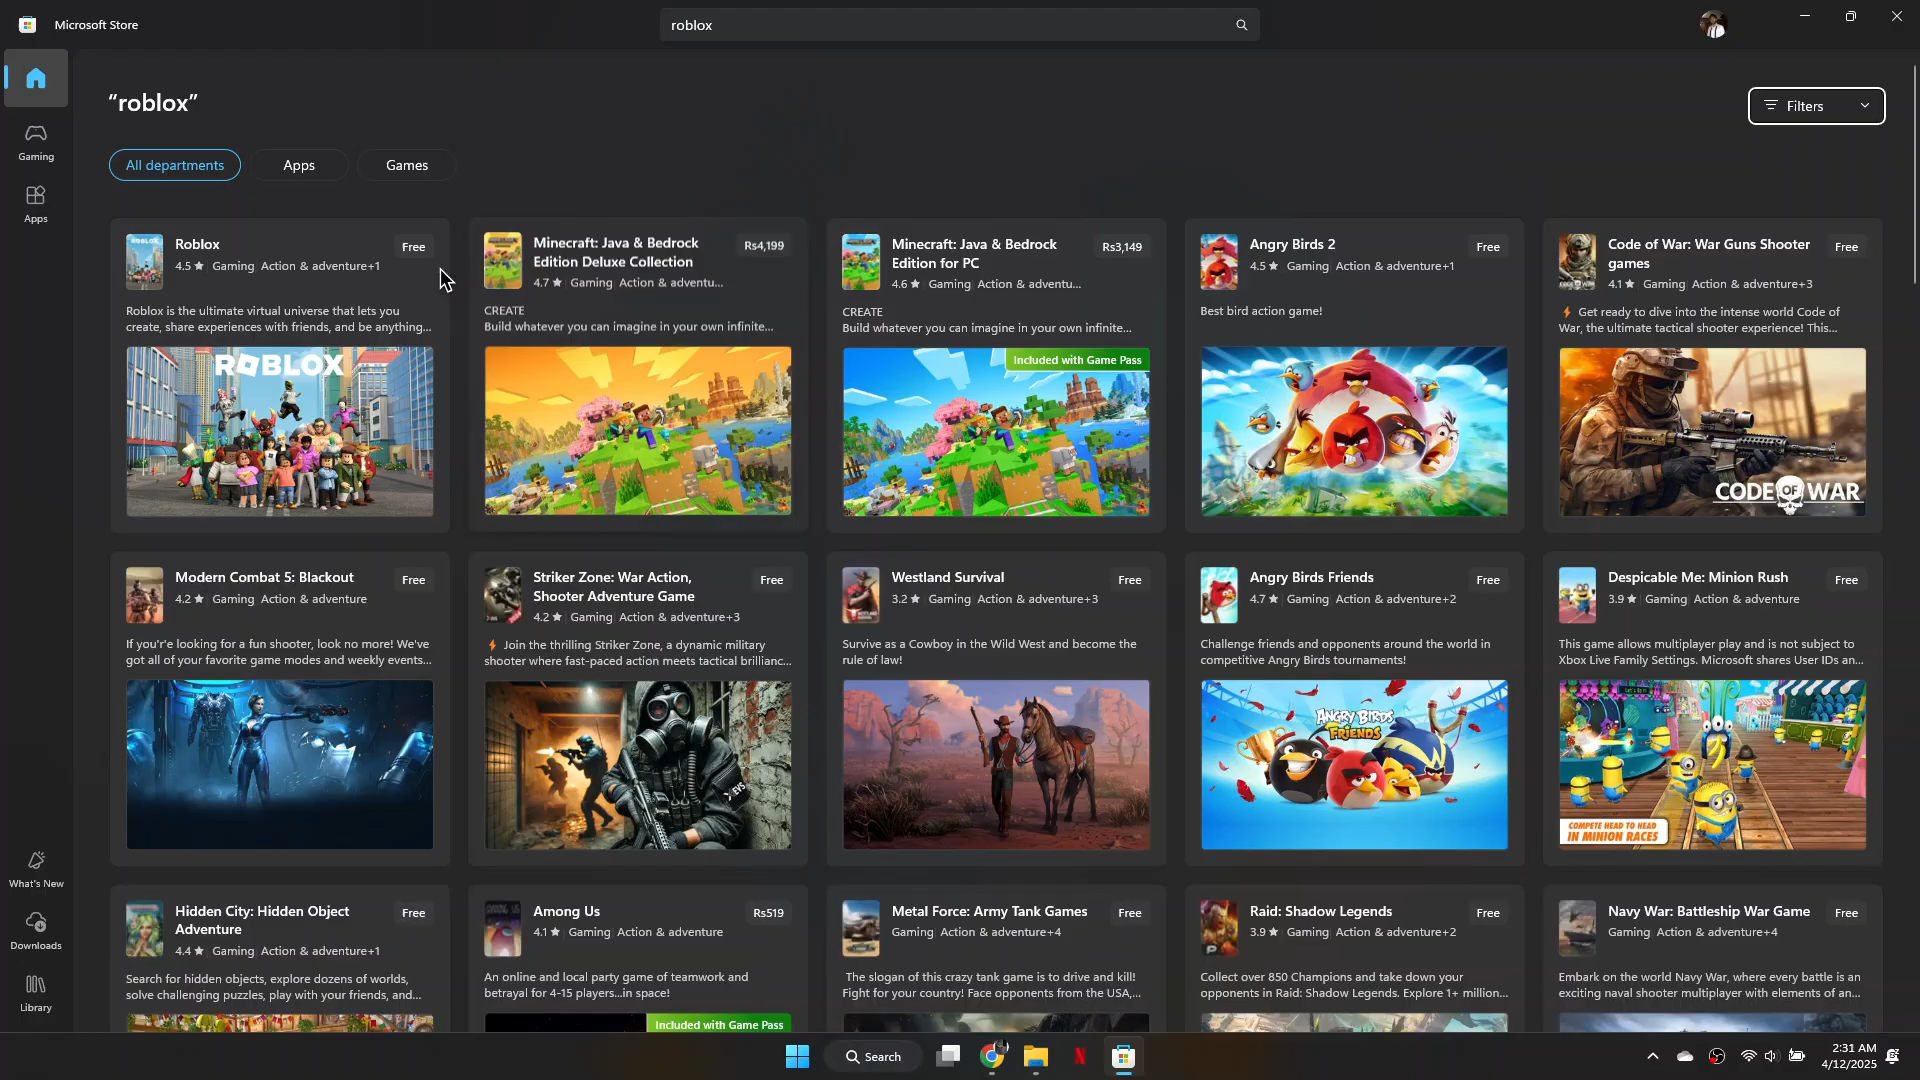 Microsoft Store
roblox
"roblox"
Filters
All departments
Apps
Games
Gaming
Apps
What's New
Downloads
Library
Roblox
Free
4.5 ★ Gaming Action & adventure+1
Roblox is the ultimate virtual universe that lets you
create, share experiences with friends, and be anything...
ROBLOX
Minecraft: Java & Bedrock
Edition Deluxe Collection
Rs4,199
4.7 ★ Gaming Action & adventu...
CREATE
Build whatever you can imagine in your own infinite...
Minecraft: Java & Bedrock
Edition for PC
Rs3,149
4.6 ★ Gaming Action & adventu...
CREATE
Build whatever you can imagine in your own infinite...
Included with Game Pass
Angry Birds 2
Free
4.5 ★ Gaming Action & adventure+1
Best bird action game!
Code of War: War Guns Shooter
games
Free
4.1 ★ Gaming Action & adventure+3
⚡ Get ready to dive into the intense world Code of
War, the ultimate tactical shooter experience! This...
CODE OF WAR
Modern Combat 5: Blackout
Free
4.2 ★ Gaming Action & adventure
If you'r'e looking for a fun shooter, look no more! We've
got all of your favorite game modes and weekly events...
Striker Zone: War Action,
Shooter Adventure Game
Free
4.2 ★ Gaming Action & adventure+3
⚡ Join the thrilling Striker Zone, a dynamic military
shooter where fast-paced action meets tactical brillianc...
Westland Survival
Free
3.2 ★ Gaming Action & adventure+3
Survive as a Cowboy in the Wild West and become the
rule of law!
Angry Birds Friends
Free
4.7 ★ Gaming Action & adventure+2
Challenge friends and opponents around the world in
competitive Angry Birds tournaments!
ANGRY BIRDS
FRIENDS
Despicable Me: Minion Rush
Free
3.9 ★ Gaming Action & adventure
This game allows multiplayer play and is not subject to
Xbox Live Family Settings. Microsoft shares User IDs an...
COMPETE HEAD TO HEAD
IN MINION RACES
Hidden City: Hidden Object
Adventure
Free
4.4 ★ Gaming Action & adventure+1
Search for hidden objects, explore dozens of worlds,
solve challenging puzzles, play with your friends, and...
Among Us
Rs519
4.1 ★ Gaming Action & adventure
An online and local party game of teamwork and
betrayal for 4-15 players...in space!
Included with Game Pass
Metal Force: Army Tank Games
Free
Gaming Action & adventure+4
The slogan of this crazy tank game is to drive and kill!
Fight for your country! Face opponents from the USA,...
Raid: Shadow Legends
Free
3.9 ★ Gaming Action & adventure+2
Collect over 850 Champions and take down your
opponents in Raid: Shadow Legends. Explore 1+ million...
Navy War: Battleship War Game
Free
Gaming Action & adventure+4
Embark on the world Navy War, where every battle is an
exciting naval shooter multiplayer with elements of an...
Search
2:31 AM
4/12/2025